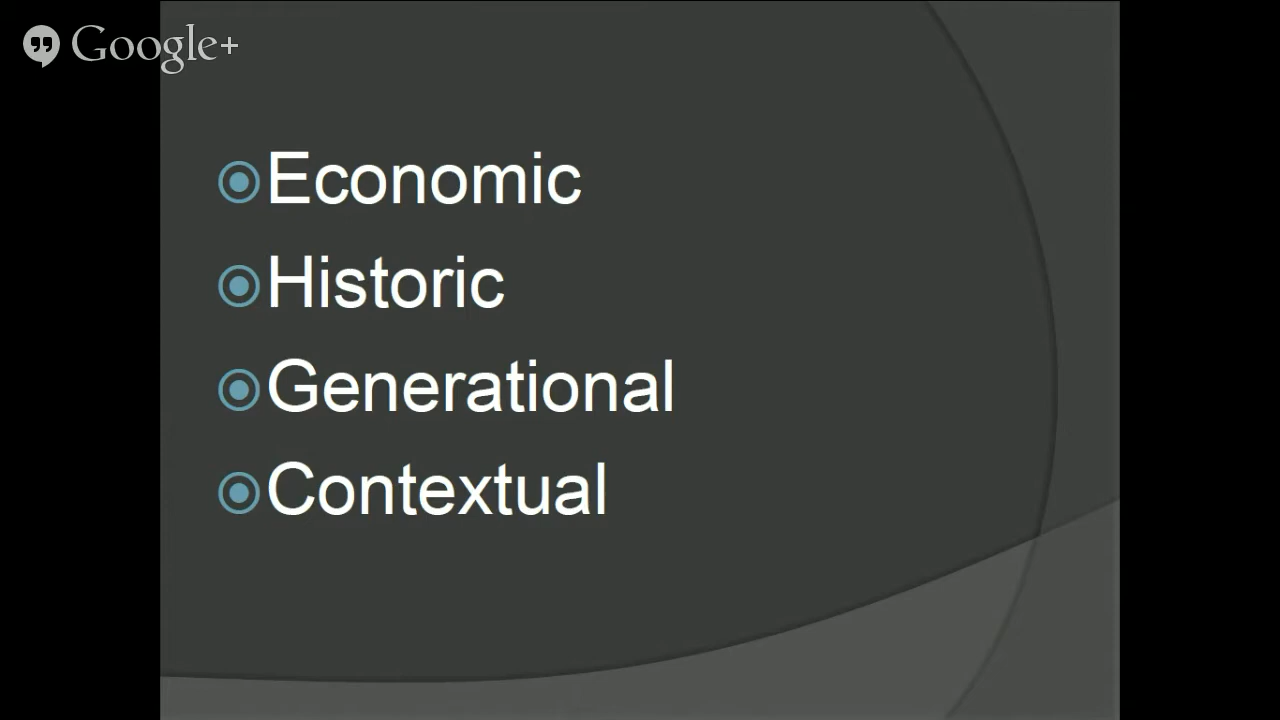 Google+
Economic
Historic
Generational
Contextual